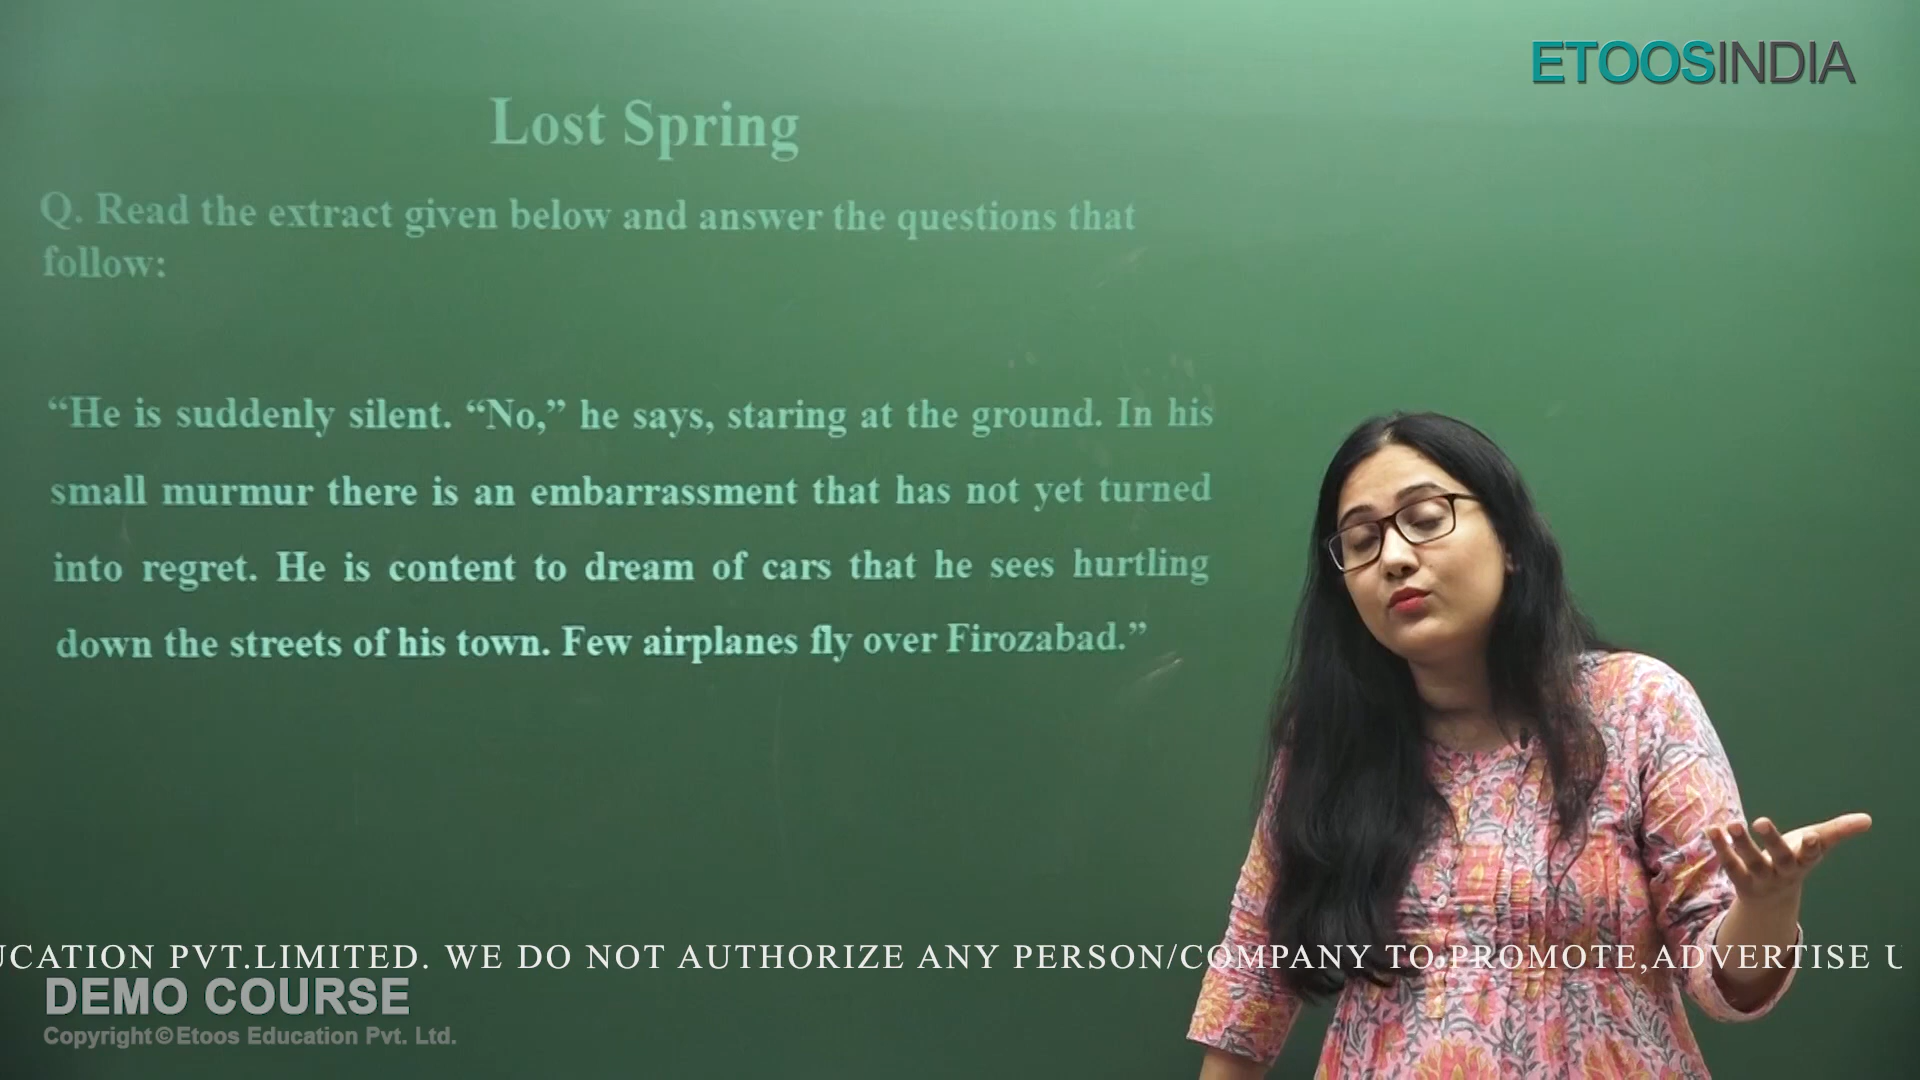 ETOOSINDIA
Lost Spring
Q. Read the extract given below and answer the questions that
follow:
“He is suddenly silent. “No,” he says, staring at the ground. In his
small murmur there is an embarrassment that has not yet turned
into regret. He is content to dream of cars that he sees hurtling
down the streets of his town. Few airplanes fly over Firozabad.”
PVT.LIMITED. WE DO NOT AUTHORIZE ANY PERSON/COMPANY TO PROMOTE,ADVERTISE
DEMO COURSE
Copyright © Etoos Education Pvt. Ltd.